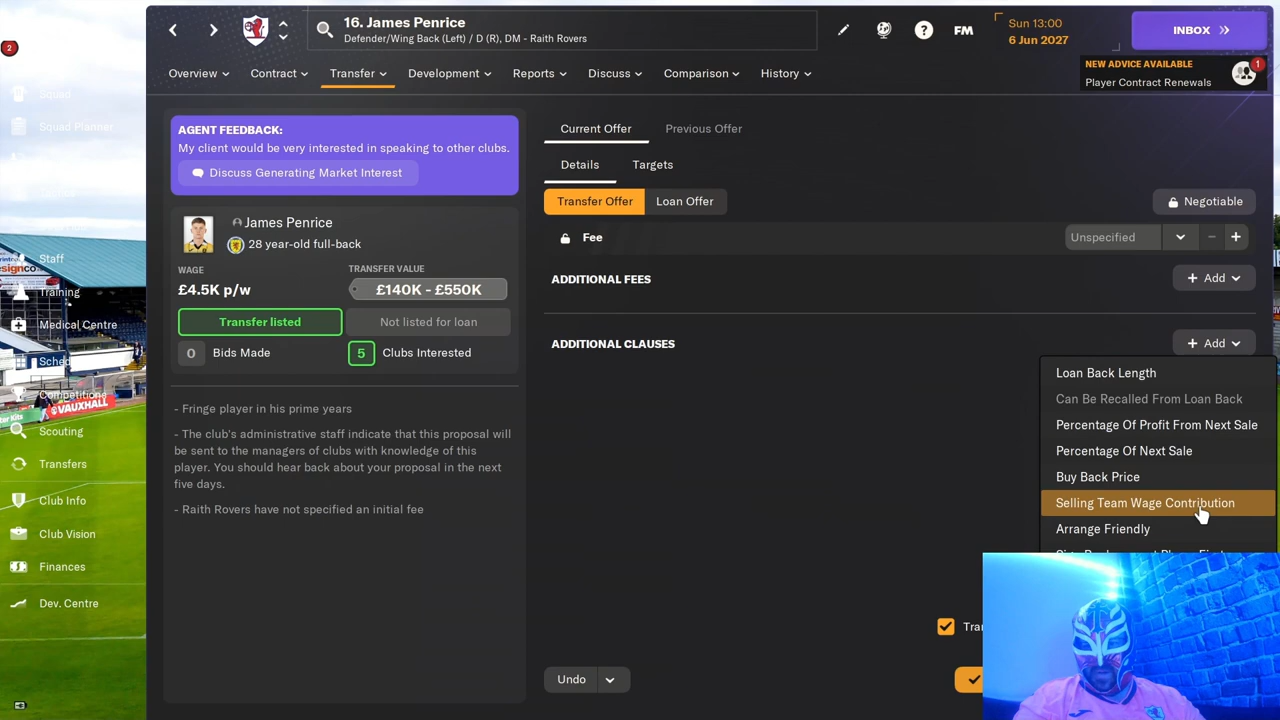 16. James Penrice
Defender/Wing Back (Left) / D (R), DM - Raith Rovers
FM
Sun 13:00
6 Jun 2027
INBOX
2
Overview
Contract
Transfer
Development
Reports
Discuss
Comparison
History
NEW ADVICE AVAILABLE
Player Contract Renewals
1
Squad
Squad Planner
Staff
Training
Medical Centre
Sched
Competitions
Scouting
Transfers
Club Info
Club Vision
Finances
Dev. Centre
VAUXHALL
AGENT FEEDBACK:
My client would be very interested in speaking to other clubs.
Discuss Generating Market Interest
James Penrice
28 year-old full-back
WAGE
£4.5K p/w
TRANSFER VALUE
£140K - £550K
Transfer listed
Not listed for loan
0 Bids Made
5 Clubs Interested
- Fringe player in his prime years
- The club's administrative staff indicate that this proposal
will be sent to the managers of clubs with knowledge of this
player. You should hear back about your proposal in the next
five days.
- Raith Rovers have not specified an initial fee
Current Offer
Previous Offer
Details
Targets
Transfer Offer
Loan Offer
Negotiable
Fee
Unspecified
ADDITIONAL FEES
Add
ADDITIONAL CLAUSES
Add
Loan Back Length
Can Be Recalled From Loan Back
Percentage Of Profit From Next Sale
Percentage Of Next Sale
Buy Back Price
Selling Team Wage Contribution
Arrange Friendly
Undo